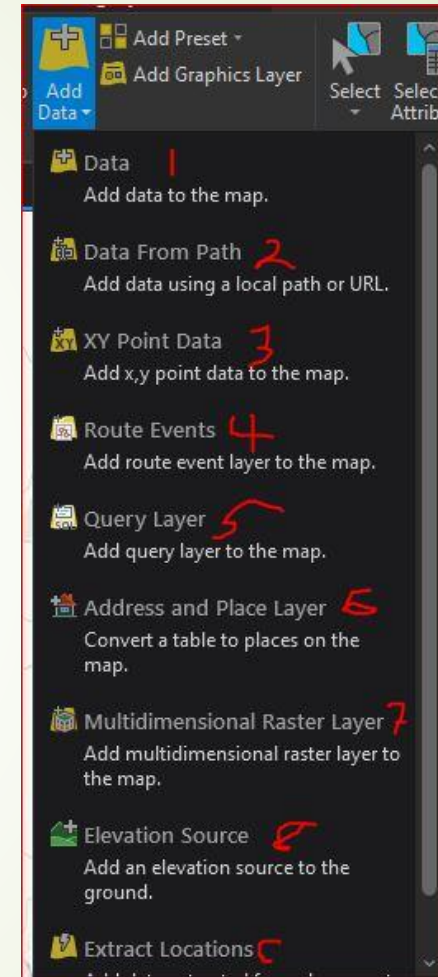 Add Preset
Add Graphics Layer
Add
Data
Select
Selec
Attrib
Data 1
Add data to the map.
Data From Path 2
Add data using a local path or URL.
XY Point Data 3
Add x,y point data to the map.
Route Events 4
Add route event layer to the map.
SQL
Query Layer 5
Add query layer to the map.
Address and Place Layer 6
Convert a table to places on the
map.
Multidimensional Raster Layer 7
Add multidimensional raster layer to
the map.
Elevation Source 8
Add an elevation source to the
ground.
Extract Locations